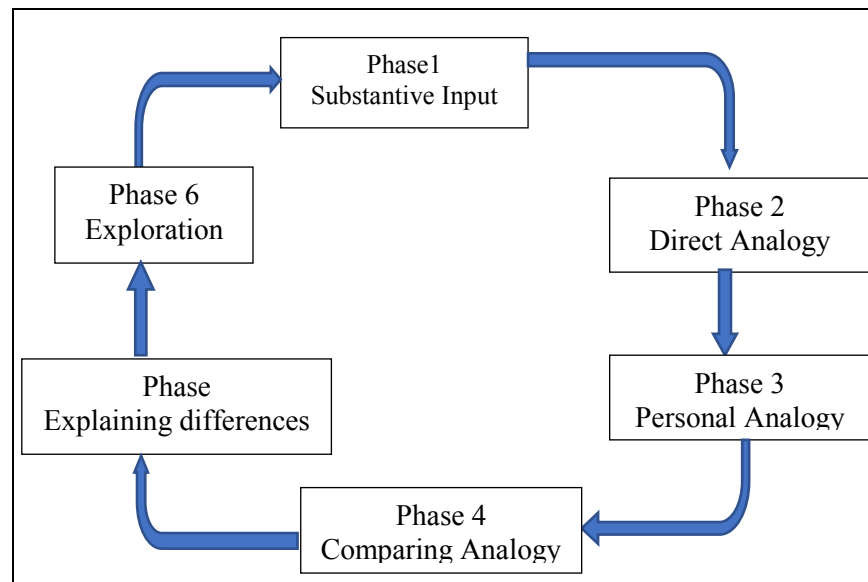 Phase1
Substantive Input
Phase 2
Direct Analogy
Phase 3
Personal Analogy
Phase 4
Comparing Analogy
Phase
Explaining differences
Phase 6
Exploration